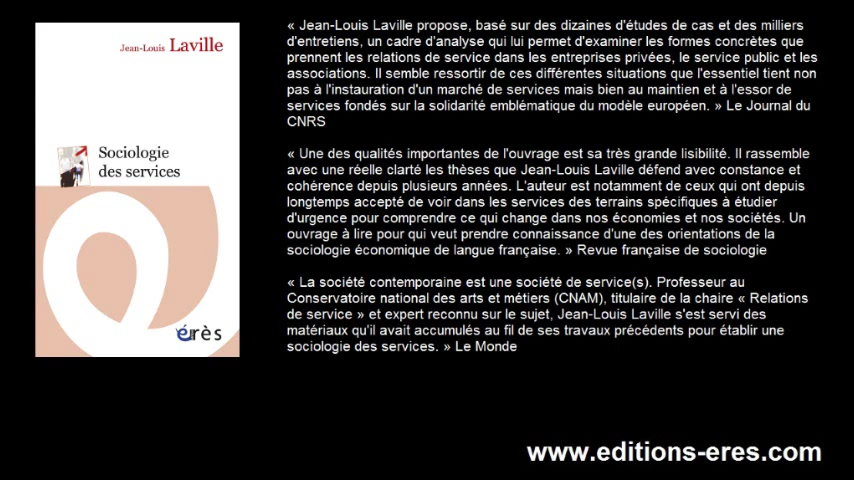 Jean-Louis Laville
Sociologie
des services
érès
« Jean-Louis Laville propose, basé sur des dizaines d'études de cas et des milliers
d'entretiens, un cadre d'analyse qui lui permet d'examiner les formes concrètes que
prennent les relations de service dans les entreprises privées, le service public et les
associations. Il semble ressortir de ces différentes situations que l'essentiel tient non
pas à l'instauration d'un marché de services mais bien au maintien et à l'essor de
services fondés sur la solidarité emblématique du modèle européen. » Le Journal du
CNRS
« Une des qualités importantes de l'ouvrage est sa très grande lisibilité. Il rassemble
avec une réelle clarté les thèses que Jean-Louis Laville défend avec constance et
cohérence depuis plusieurs années. L'auteur est notamment de ceux qui ont depuis
longtemps accepté de voir dans les services des terrains spécifiques à étudier
d'urgence pour comprendre ce qui change dans nos économies et nos sociétés. Un
ouvrage à lire pour qui veut prendre connaissance d'une des orientations de la
sociologie économique de langue française. » Revue française de sociologie
« La société contemporaine est une société de service(s). Professeur au
Conservatoire national des arts et métiers (CNAM), titulaire de la chaire « Relations
de service » et expert reconnu sur le sujet, Jean-Louis Laville s'est servi des
matériaux qu'il avait accumulés au fil de ses travaux précédents pour établir une
sociologie des services. » Le Monde
www.editions-eres.com